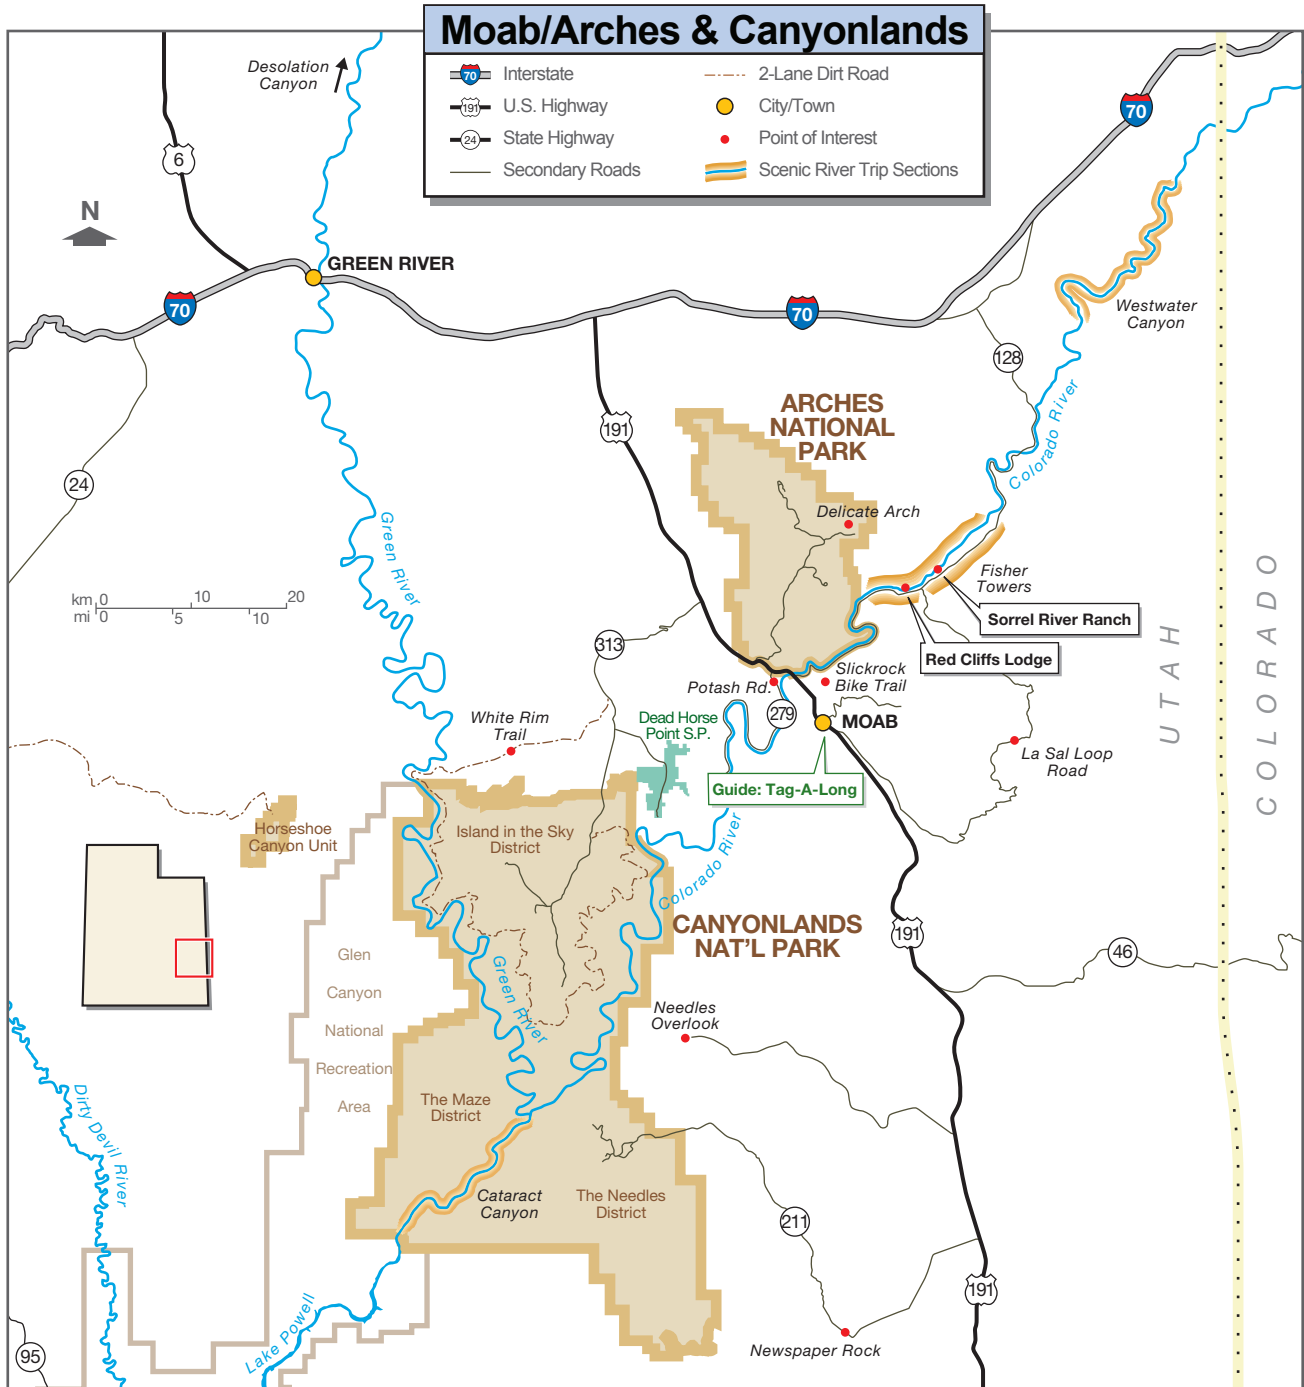 Moab/Arches & Canyonlands
70
Interstate
191
U.S. Highway
24
State Highway
Secondary Roads
2-Lane Dirt Road
City/Town
Point of Interest
Scenic River Trip Sections
Desolation
Canyon
6
N
GREEN RIVER
70
70
70
Westwater
Canyon
128
Colorado River
191
ARCHES
NATIONAL
PARK
24
Delicate Arch
Green River
Fisher
Towers
km 0 10 20
mi 0 5 10
Sorrel River Ranch
Red Cliffs Lodge
UTAH
COLORADO
313
Slickrock
Bike Trail
Potash Rd.
279
MOAB
White Rim
Trail
Dead Horse
Point S.P.
La Sal Loop
Road
Guide: Tag-A-Long
Horseshoe
Canyon Unit
Island in the Sky
District
Colorado River
CANYONLANDS
NAT'L PARK
191
46
Glen
Canyon
National
Recreation
Area
Green River
Needles
Overlook
Dirty Devil River
The Maze
District
Cataract
Canyon
The Needles
District
211
191
Lake Powell
95
Newspaper Rock